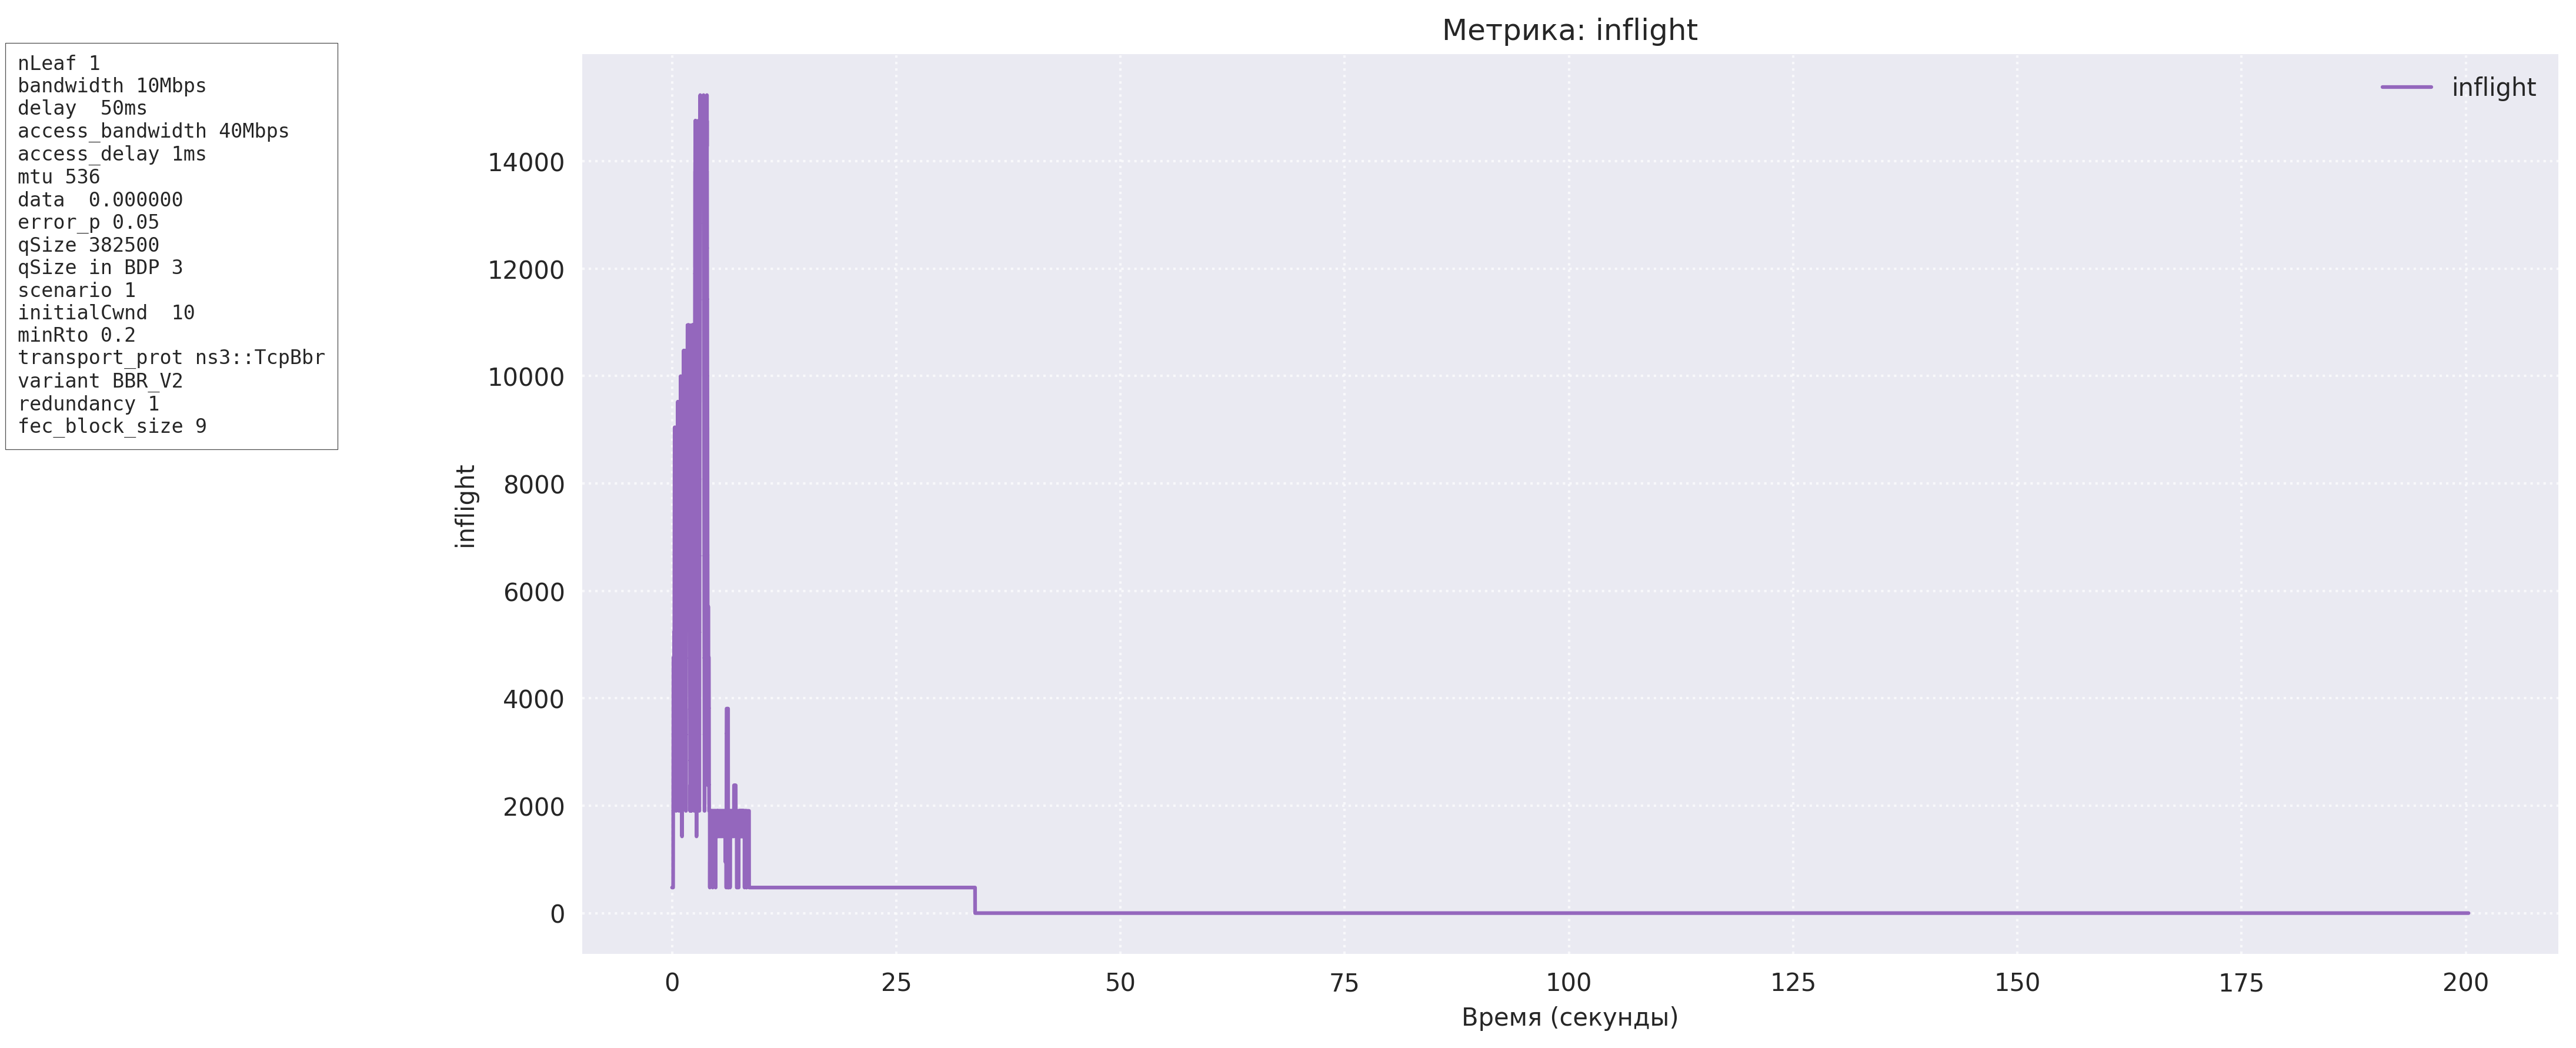 Метрика: inflight
nLeaf 1
bandwidth 10Mbps
delay  50ms
access_bandwidth 40Mbps
access_delay 1ms
mtu 536
data  0.000000
error_p 0.05
qSize 382500
qSize in BDP 3
scenario 1
initialCwnd  10
minRto 0.2
transport_prot ns3::TcpBbr
variant BBR_V2
redundancy 1
fec_block_size 9
inflight
inflight
14000
12000
10000
8000
6000
4000
2000
0
0 25 50 75 100 125 150 175 200
Время (секунды)